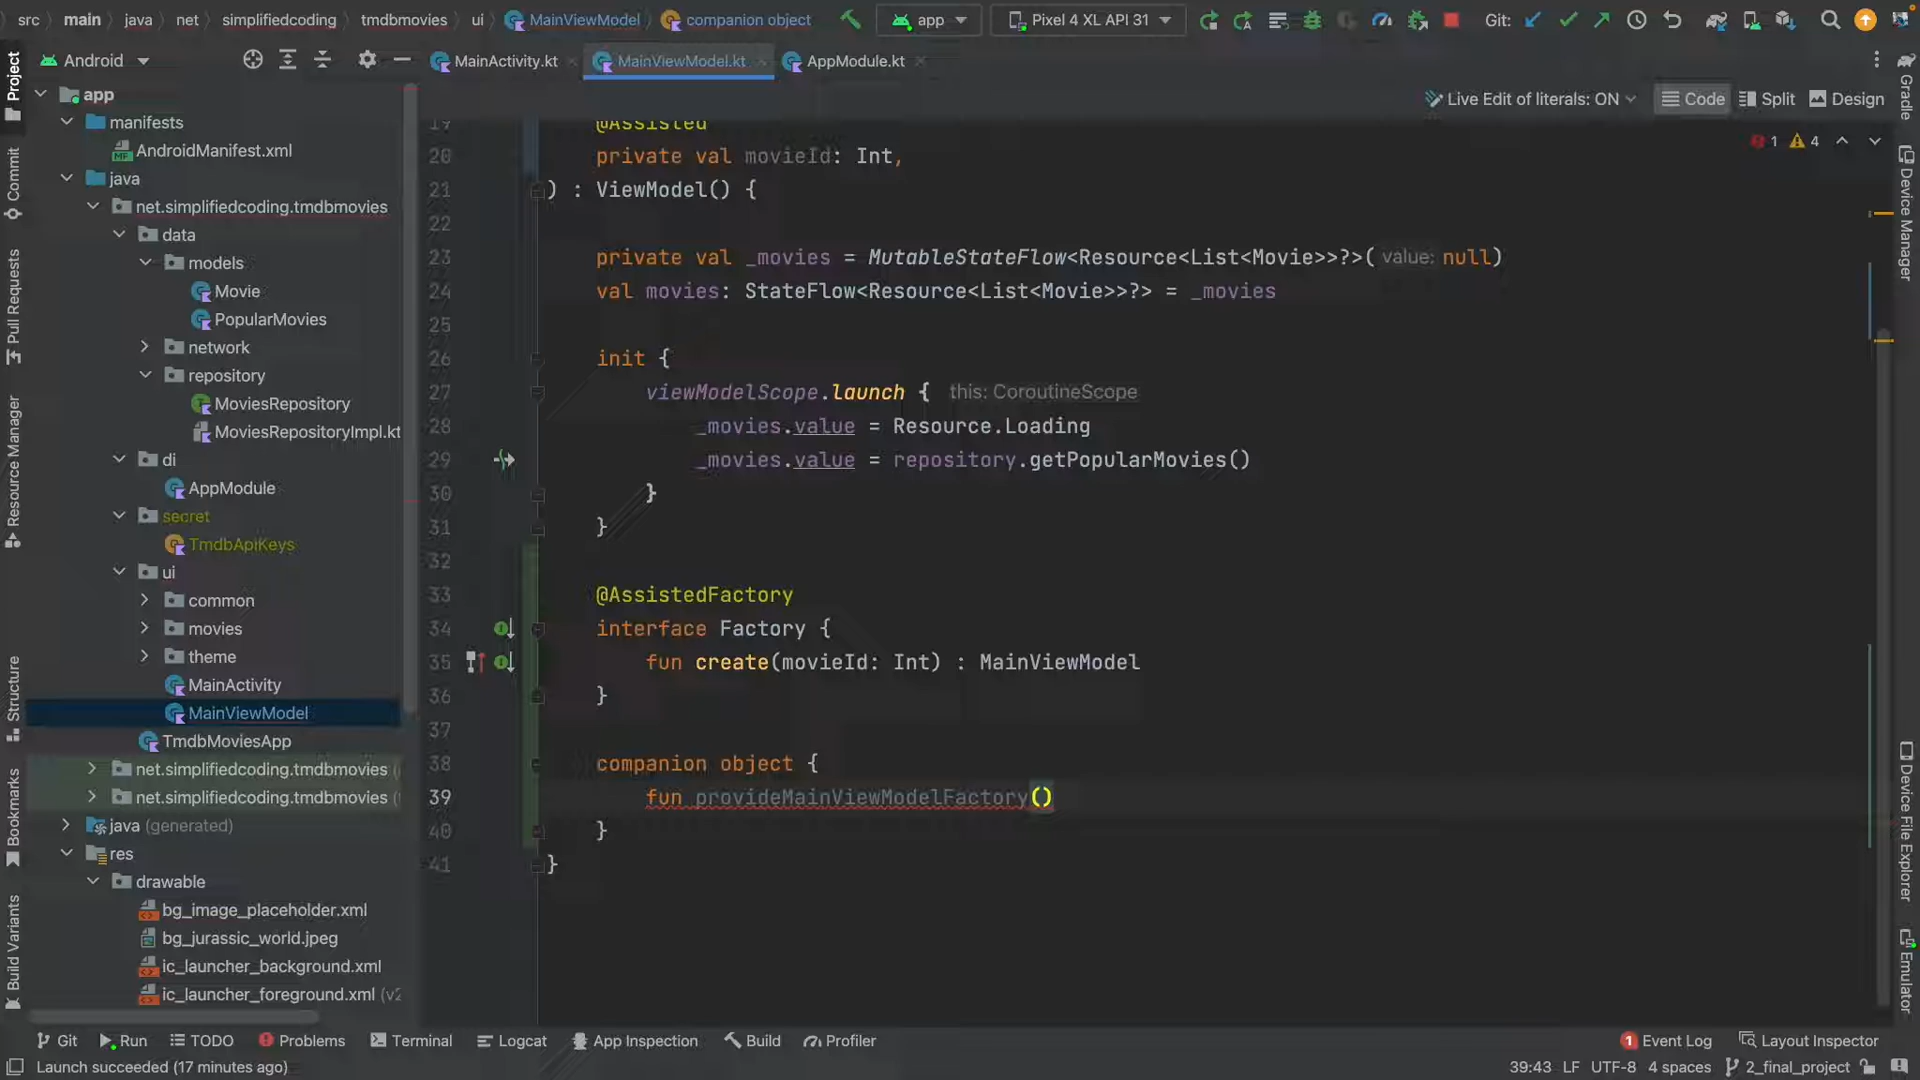 src main java net simplifiedcoding tmdbmovies ui MainViewModel companion object app Pixel 4 XL API 31 Git:
Project
Android
MainActivity.kt MainViewModel.kt AppModule.kt
Gradle
Live Edit of literals: ON Code Split Design
app
manifests
AndroidManifest.xml
java
net.simplifiedcoding.tmdbmovies
data
models
Movie
PopularMovies
network
repository
MoviesRepository
MoviesRepositoryImpl.kt
di
AppModule
secret
TmdbApiKeys
ui
common
movies
theme
MainActivity
MainViewModel
TmdbMoviesApp
net.simplifiedcoding.tmdbmovies (
net.simplifiedcoding.tmdbmovies (
java (generated)
res
drawable
bg_image_placeholder.xml
bg_jurassic_world.jpeg
ic_launcher_background.xml
ic_launcher_foreground.xml (v2
Commit
Pull Requests
Resource Manager
Structure
Bookmarks
Build Variants
1 4
19 @Assisted
20 private val movieId: Int,
21 ) : ViewModel() {
22
23 private val _movies = MutableStateFlow<Resource<List<Movie>>?>( value: null)
24 val movies: StateFlow<Resource<List<Movie>>?> = _movies
25
26 init {
27 viewModelScope.launch { this: CoroutineScope
28 _movies.value = Resource.Loading
29 _movies.value = repository.getPopularMovies()
30 }
31 }
32
33 @AssistedFactory
34 interface Factory {
35 fun create(movieId: Int) : MainViewModel
36 }
37
38 companion object {
39 fun provideMainViewModelFactory()
40 }
41 }
Device Manager
Device File Explorer
Emulator
Git Run TODO Problems Terminal Logcat App Inspection Build Profiler 1 Event Log Layout Inspector
Launch succeeded (17 minutes ago) 39:43 LF UTF-8 4 spaces 2_final_project